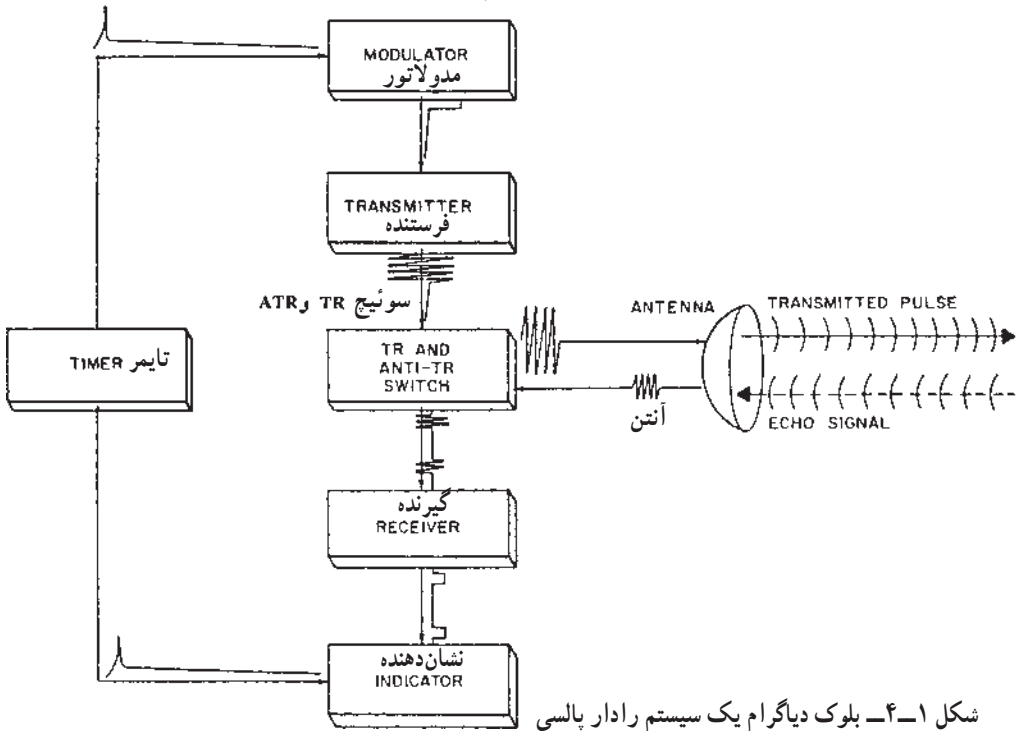 MODULATOR
مدولاتور
TRANSMITTER
فرستنده
سوئیچ TR وATR
TR AND
ANTI-TR
SWITCH
ANTENNA
TRANSMITTED PULSE
آنتن
ECHO SIGNAL
TIMER تایمر
گیرنده
RECEIVER
نشان‌دهنده
INDICATOR
شکل ۱ــ۴ــ بلوک دیاگرام یک سیستم رادار پالسی